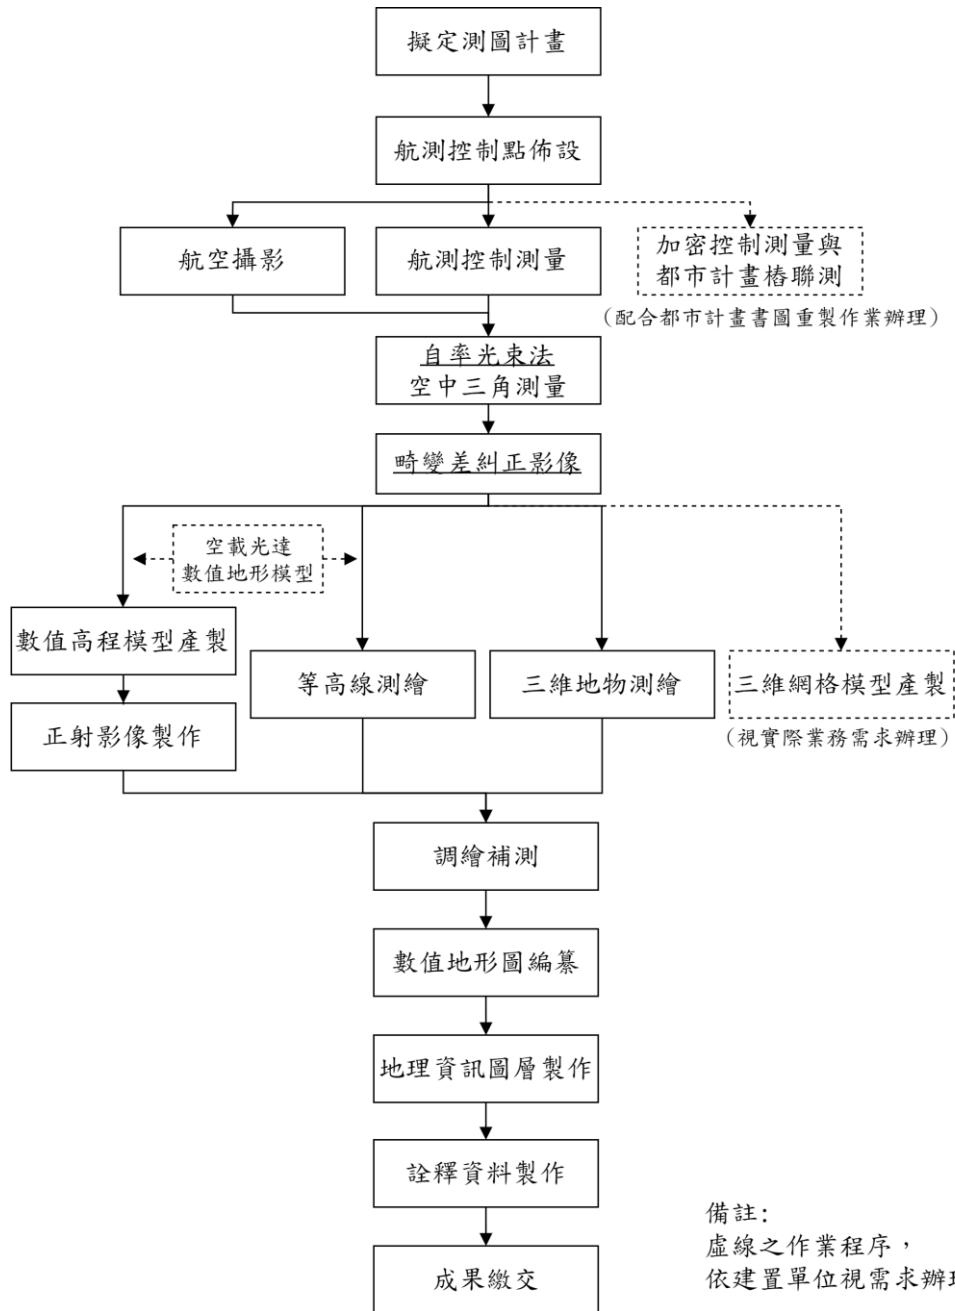 擬定測圖計畫
航測控制點佈設
航空攝影
航測控制測量
加密控制測量與
都市計畫樁聯測
(配合都市計畫書圖重製作業辦理)
自率光束法
空中三角測量
畸變差糾正影像
空載光達
數值地形模型
數值高程模型產製
等高線測繪
三維地物測繪
三維網格模型產製
(視實際業務需求辦理)
正射影像製作
調繪補測
數值地形圖編纂
地理資訊圖層製作
詮釋資料製作
成果繳交
備註:
虛線之作業程序,
依建置單位視需求辦理